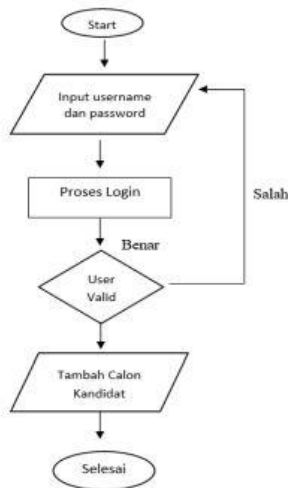 Start
Input username
dan password
Proses Login
Salah
Benar
User
Valid
Tambah Calon
Kandidat
Selesai